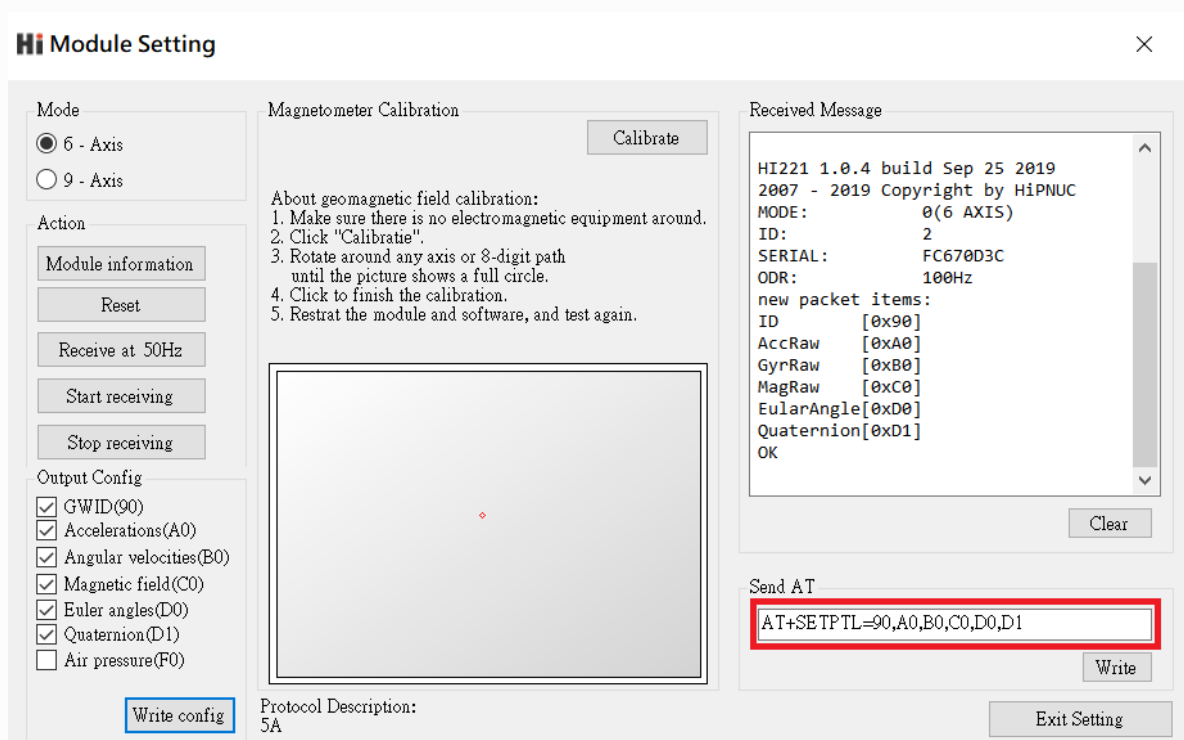 Hi Module Setting
Mode
6 - Axis
9 - Axis
Action
Module information
Reset
Receive at 50Hz
Start receiving
Stop receiving
Output Config
GWID(90)
Accelerations(A0)
Angular velocities(B0)
Magnetic field(C0)
Euler angles(D0)
Quaternion(D1)
Air pressure(F0)
Write config
Magnetometer Calibration
Calibrate
About geomagnetic field calibration:
1. Make sure there is no electromagnetic equipment around.
2. Click "Calibratie".
3. Rotate around any axis or 8-digit path
until the picture shows a full circle.
4. Click to finish the calibration.
5. Restrat the module and software, and test again.
Protocol Description:
5A
Received Message
HI221 1.0.4 build Sep 25 2019
2007 - 2019 Copyright by HiPNUC
MODE: 0(6 AXIS)
ID: 2
SERIAL: FC670D3C
ODR: 100Hz
new packet items:
ID [0x90]
AccRaw [0xA0]
GyrRaw [0xB0]
MagRaw [0xC0]
EularAngle[0xD0]
Quaternion[0xD1]
OK
Clear
Send AT
AT+SETPTL=90,A0,B0,C0,D0,D1
Write
Exit Setting